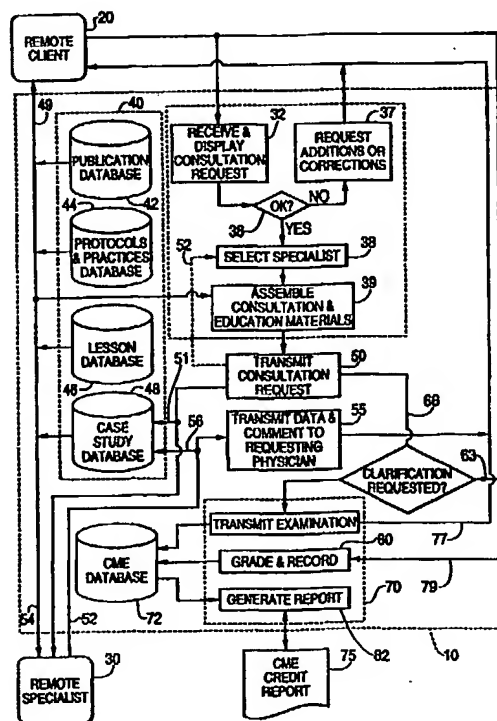 20
REMOTE
CLIENT
49
40
32
37
PUBLICATION
DATABASE
44
42
RECEIVE &
DISPLAY
CONSULTATION
REQUEST
REQUEST
ADDITIONS OR
CORRECTIONS
OK?
NO
38
YES
PROTOCOLS
& PRACTICES
DATABASE
52
SELECT SPECIALIST
38
39
ASSEMBLE
CONSULTATION &
EDUCATION MATERIALS
LESSON
DATABASE
46
48
51
50
TRANSMIT
CONSULTATION
REQUEST
68
CASE
STUDY
DATABASE
56
55
TRANSMIT DATA &
COMMENT TO
REQUESTING
PHYSICIAN
63
CLARIFICATION
REQUESTED?
TRANSMIT EXAMINATION
77
60
CME
DATABASE
72
GRADE & RECORD
79
GENERATE REPORT
70
54
52
82
10
30
REMOTE
SPECIALIST
CME
CREDIT
REPORT
75